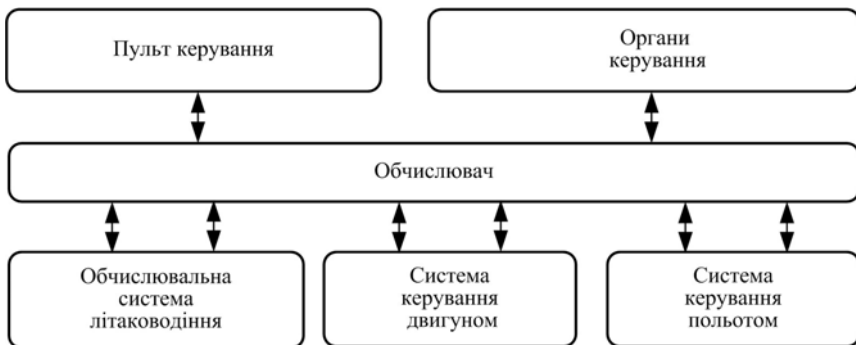 Пульт керування
Органи
керування
Обчислювач
Обчислювальна
система
літаководіння
Система
керування
двигуном
Система
керування
польотом